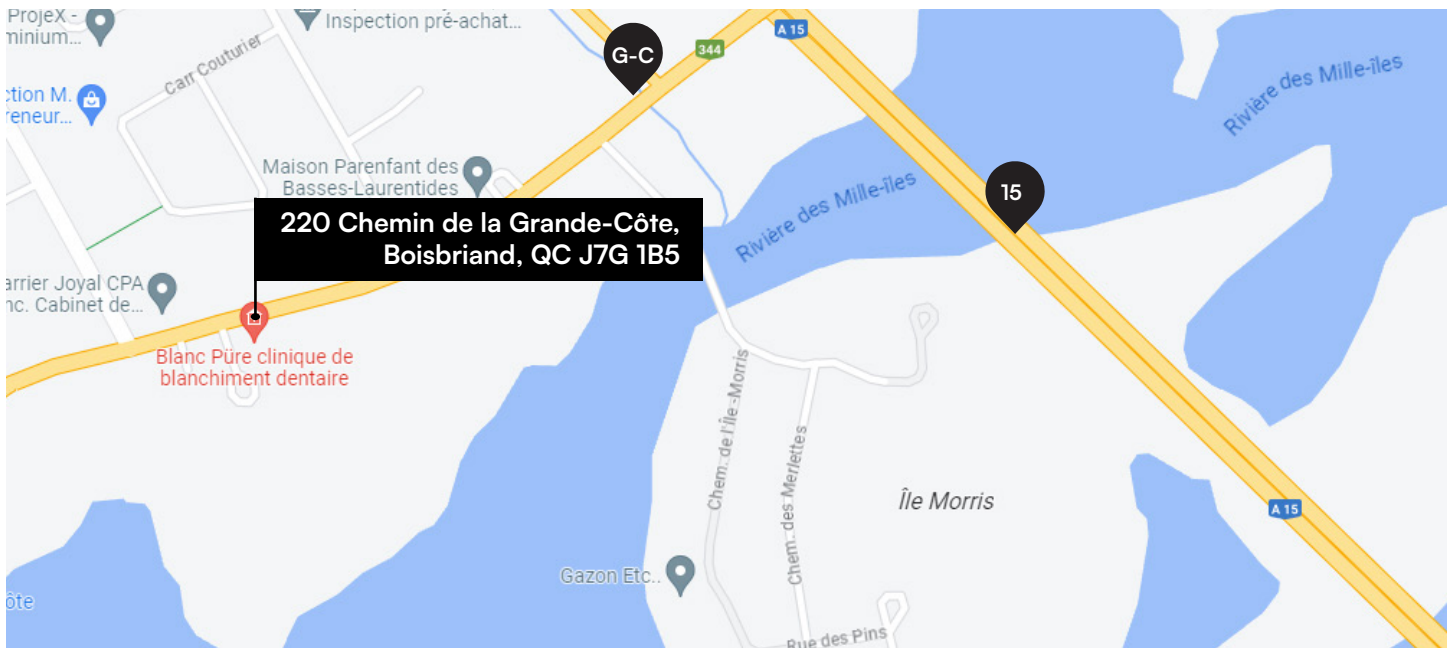 ProjeX -
minium...
Inspection pré-achat...
Carr Couturier
ction M.
reneur...
G-C
344
A 15
Rivière des Mille-îles
Maison Parenfant des
Basses-Laurentides
Rivière des Mille-îles
15
220 Chemin de la Grande-Côte,
Boisbriand, QC J7G 1B5
arrier Joyal CPA
nc. Cabinet de...
Blanc Püre clinique de
blanchiment dentaire
Chem. de l'Île-Morris
Chem. des Merlettes
Île Morris
A 15
Gazon Etc..
ôte
Rue des Pins